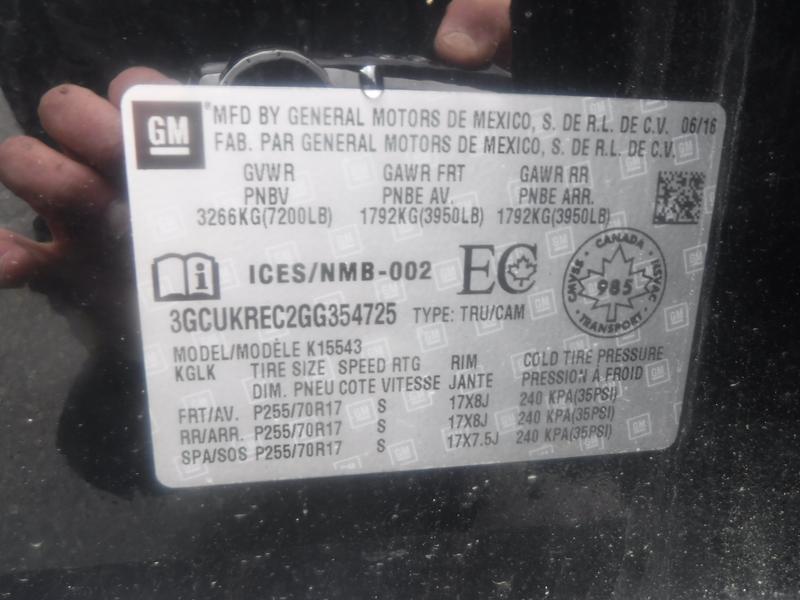 GM ®MFD BY GENERAL MOTORS DE MEXICO, S. DE R.L. DE C.V. 06/16
FAB. PAR GENERAL MOTORS DE MEXICO, S. DE R.L. DE C.V.
GVWR GAWR FRT GAWR RR
PNBV PNBE AV. PNBE ARR.
3266KG(7200LB) 1792KG(3950LB) 1792KG(3950LB)
ICES/NMB-002 EC CANADA CMVSS 985 NSVAC TRANSPORT
3GCUKREC2GG354725 TYPE: TRU/CAM
MODEL/MODÈLE K15543
KGLK TIRE SIZE SPEED RTG RIM COLD TIRE PRESSURE
DIM. PNEU COTE VITESSE JANTE PRESSION À FROID
FRT/AV. P255/70R17 S 17X8J 240 KPA(35PSI)
RR/ARR. P255/70R17 S 17X8J 240 KPA(35PSI)
SPA/SOS P255/70R17 S 17X7.5J 240 KPA(35PSI)